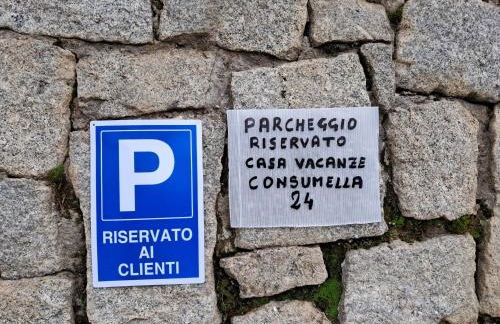 P
RISERVATO
AI
CLIENTI
PARCHEGGIO
RISERVATO
CASA VACANZE
CONSUMELLA
24